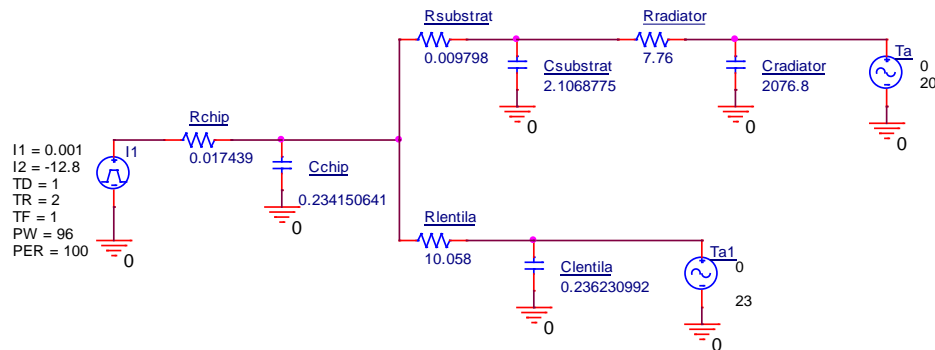 Rsubstrat
0.009798
Rradiator
7.76
Csubstrat
2.1068775
Cradiator
2076.8
Ta
0
20
0
0
0
Rchip
0.017439
I1
I1 = 0.001
I2 = -12.8
TD = 1
TR = 2
TF = 1
PW = 96
PER = 100
0
Cchip
0.234150641
0
Rlentila
10.058
Clentila
0.236230992
0
Ta1
0
23
0